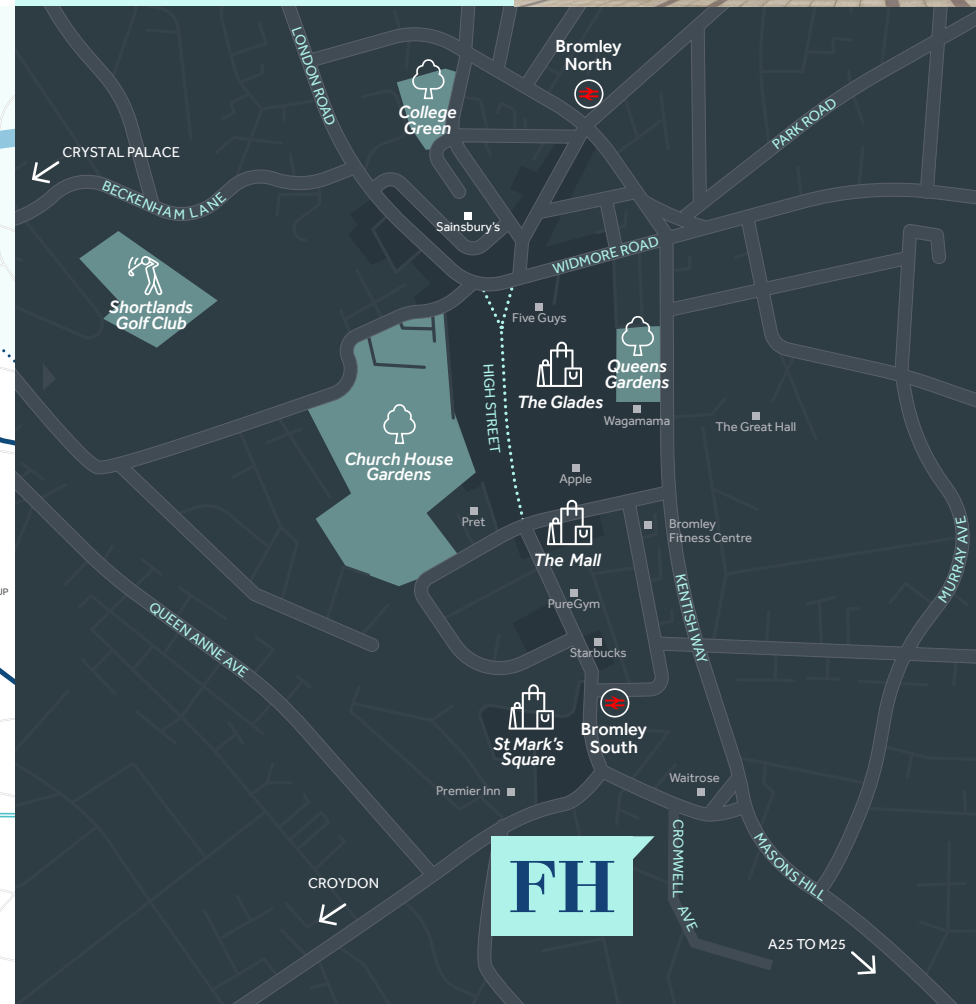 LONDON ROAD
Bromley
North
College
Green
PARK ROAD
CRYSTAL PALACE
BECKENHAM LANE
Sainsbury's
WIDMORE ROAD
Shortlands
Golf Club
Five Guys
HIGH STREET
The Glades
Queens
Gardens
Wagamama
The Great Hall
Church House
Gardens
Apple
Pret
Bromley
Fitness Centre
The Mall
MURRAY AVE
KENTISH WAY
PureGym
UP
QUEEN ANNE AVE
Starbucks
St Mark's
Square
Bromley
South
Premier Inn
Waitrose
CROMWELL AVE
MASONS HILL
FH
CROYDON
A25 TO M25